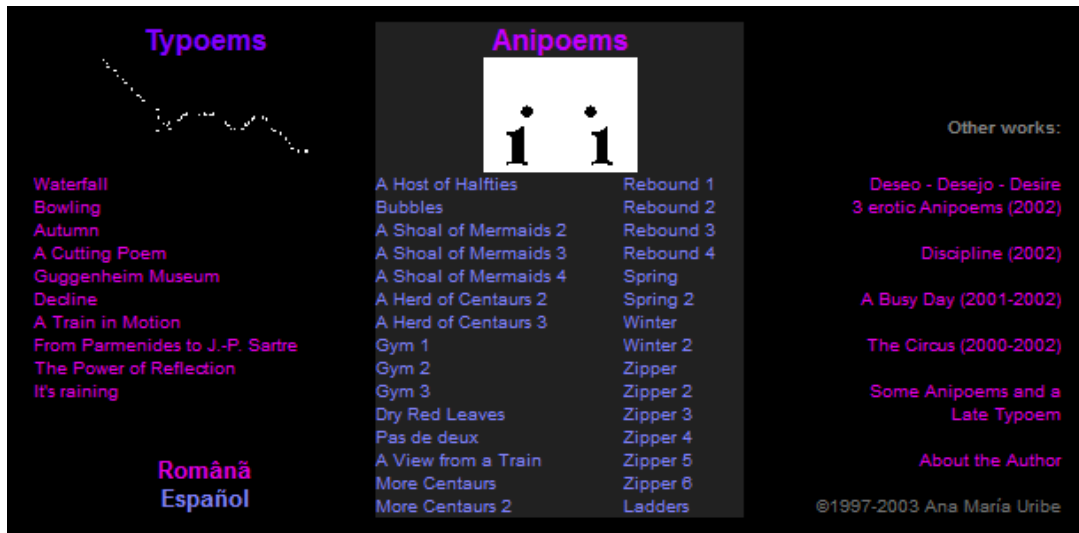 Typoems
Waterfall
Bowling
Autumn
A Cutting Poem
Guggenheim Museum
Decline
A Train in Motion
From Parmenides to J.-P. Sartre
The Power of Reflection
It's raining
Românã
Español
Anipoems
i i
A Host of Halfties
Bubbles
A Shoal of Mermaids 2
A Shoal of Mermaids 3
A Shoal of Mermaids 4
A Herd of Centaurs 2
A Herd of Centaurs 3
Gym 1
Gym 2
Gym 3
Dry Red Leaves
Pas de deux
A View from a Train
More Centaurs
More Centaurs 2
Rebound 1
Rebound 2
Rebound 3
Rebound 4
Spring
Spring 2
Winter
Winter 2
Zipper
Zipper 2
Zipper 3
Zipper 4
Zipper 5
Zipper 6
Ladders
Other works:
Deseo - Desejo - Desire
3 erotic Anipoems (2002)
Discipline (2002)
A Busy Day (2001-2002)
The Circus (2000-2002)
Some Anipoems and a
Late Typoem
About the Author
©1997-2003 Ana María Uribe